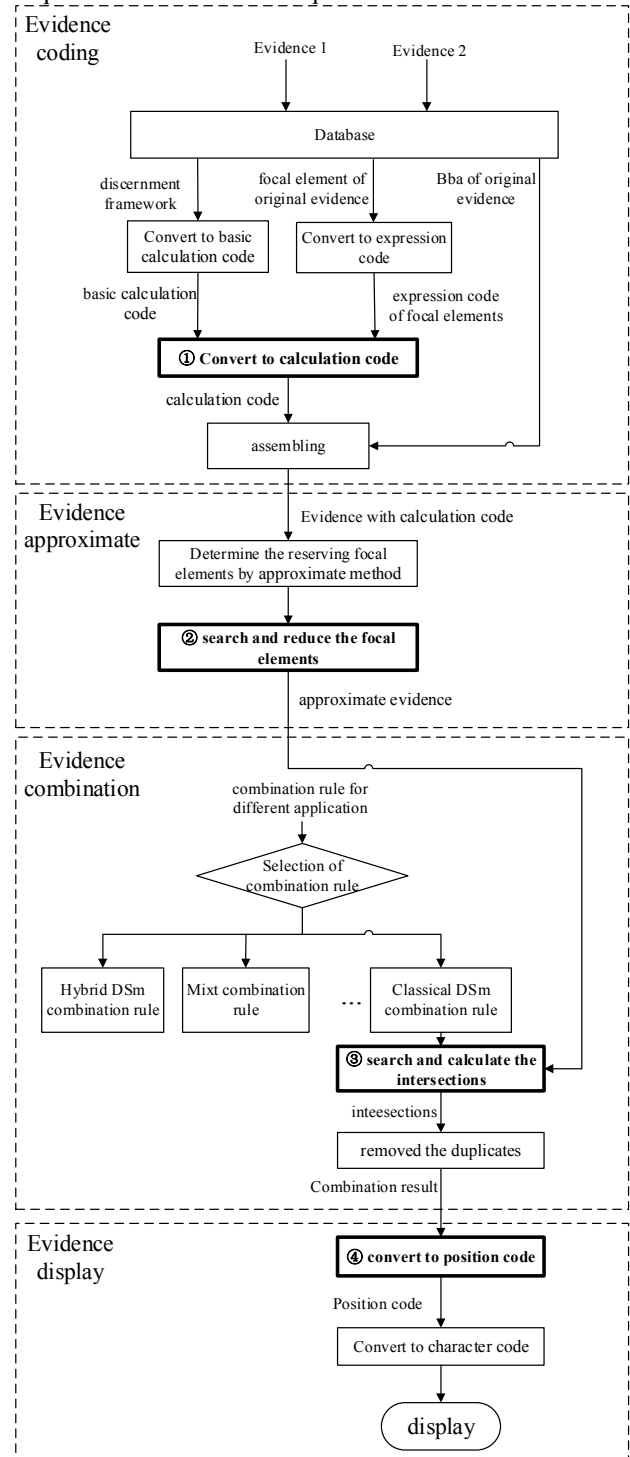 Evidence
coding
Evidence 1
Evidence 2
Database
discernment
framework
focal element of
original evidence
Bba of original
evidence
Convert to basic
calculation code
Convert to expression
code
basic calculation
code
expression code
of focal elements
① Convert to calculation code
calculation code
assembling
Evidence
approximate
Evidence with calculation code
Determine the reserving focal
elements by approximate method
② search and reduce the focal
elements
approximate evidence
Evidence
combination
combination rule for
different application
Selection of
combination rule
Hybrid DSm
combination rule
Mixt combination
rule
...
Classical DSm
combination rule
③ search and calculate the
intersections
inteesections
removed the duplicates
Combination result
Evidence
display
④ convert to position code
Position code
Convert to character code
display